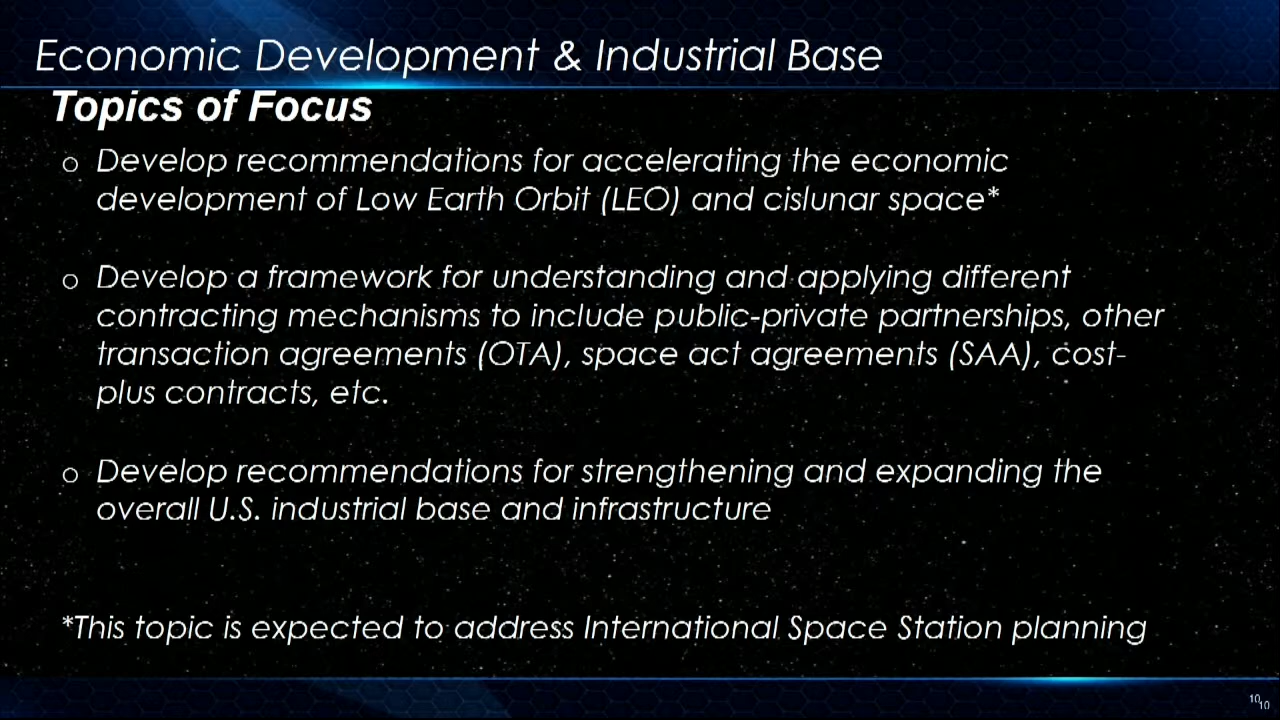 Economic Development & Industrial Base
Topics of Focus
o Develop recommendations for accelerating the economic
development of Low Earth Orbit (LEO) and cislunar space*
o Develop a framework for understanding and applying different
contracting mechanisms to include public-private partnerships, other
transaction agreements (OTA), space act agreements (SAA), cost-
plus contracts, etc.
o Develop recommendations for strengthening and expanding the
overall U.S. industrial base and infrastructure
*This topic is expected to address International Space Station planning
10
10